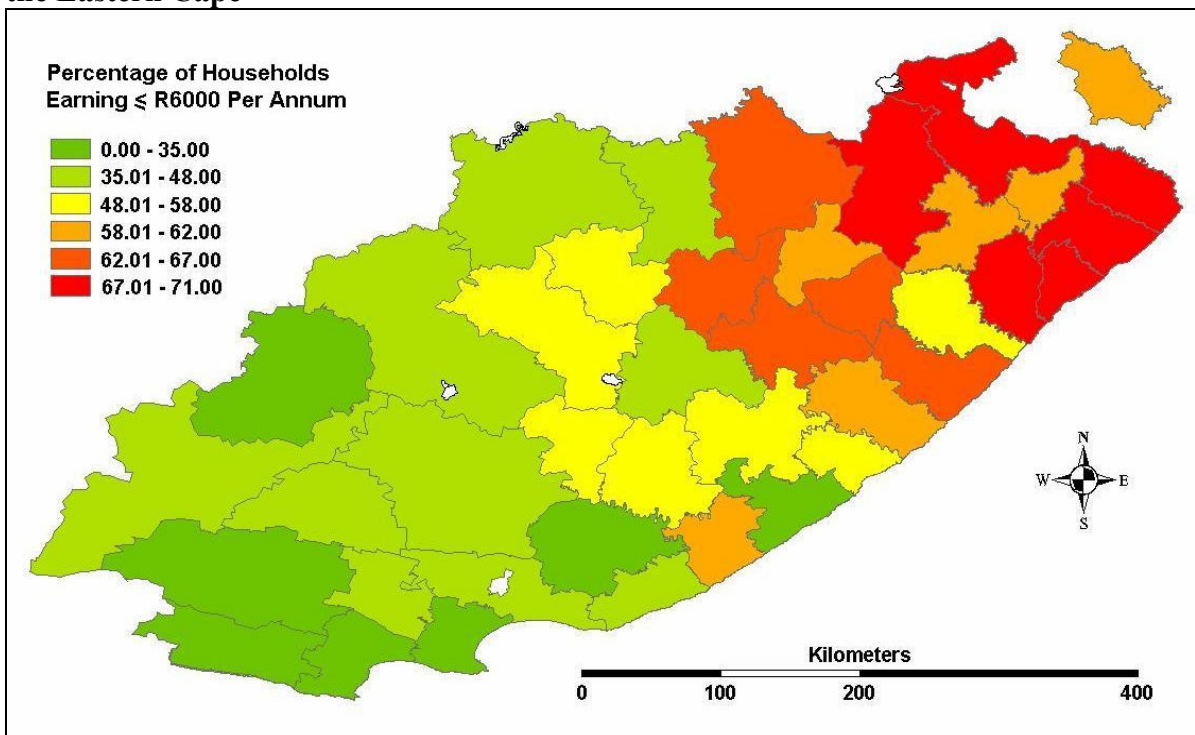 the Eastern Cape
Percentage of Households
Earning ⩽ R6000 Per Annum
0.00 - 35.00
35.01 - 48.00
48.01 - 58.00
58.01 - 62.00
62.01 - 67.00
67.01 - 71.00
N
W E
S
Kilometers
0 100 200 400